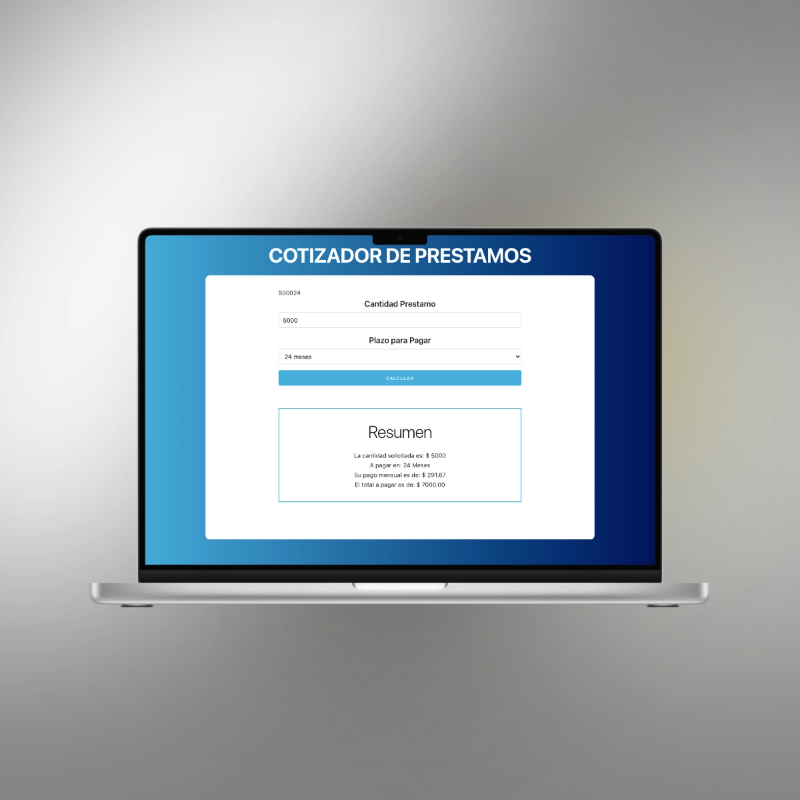 COTIZADOR DE PRESTAMOS
500024
Cantidad Prestamo
5000
Plazo para Pagar
24 meses
CALCULAR
Resumen
La cantidad solicitada es: $ 5000
A pagar en: 24 Meses
Su pago mensual es de: $ 291.67
El total a pagar es de: $ 7000.00